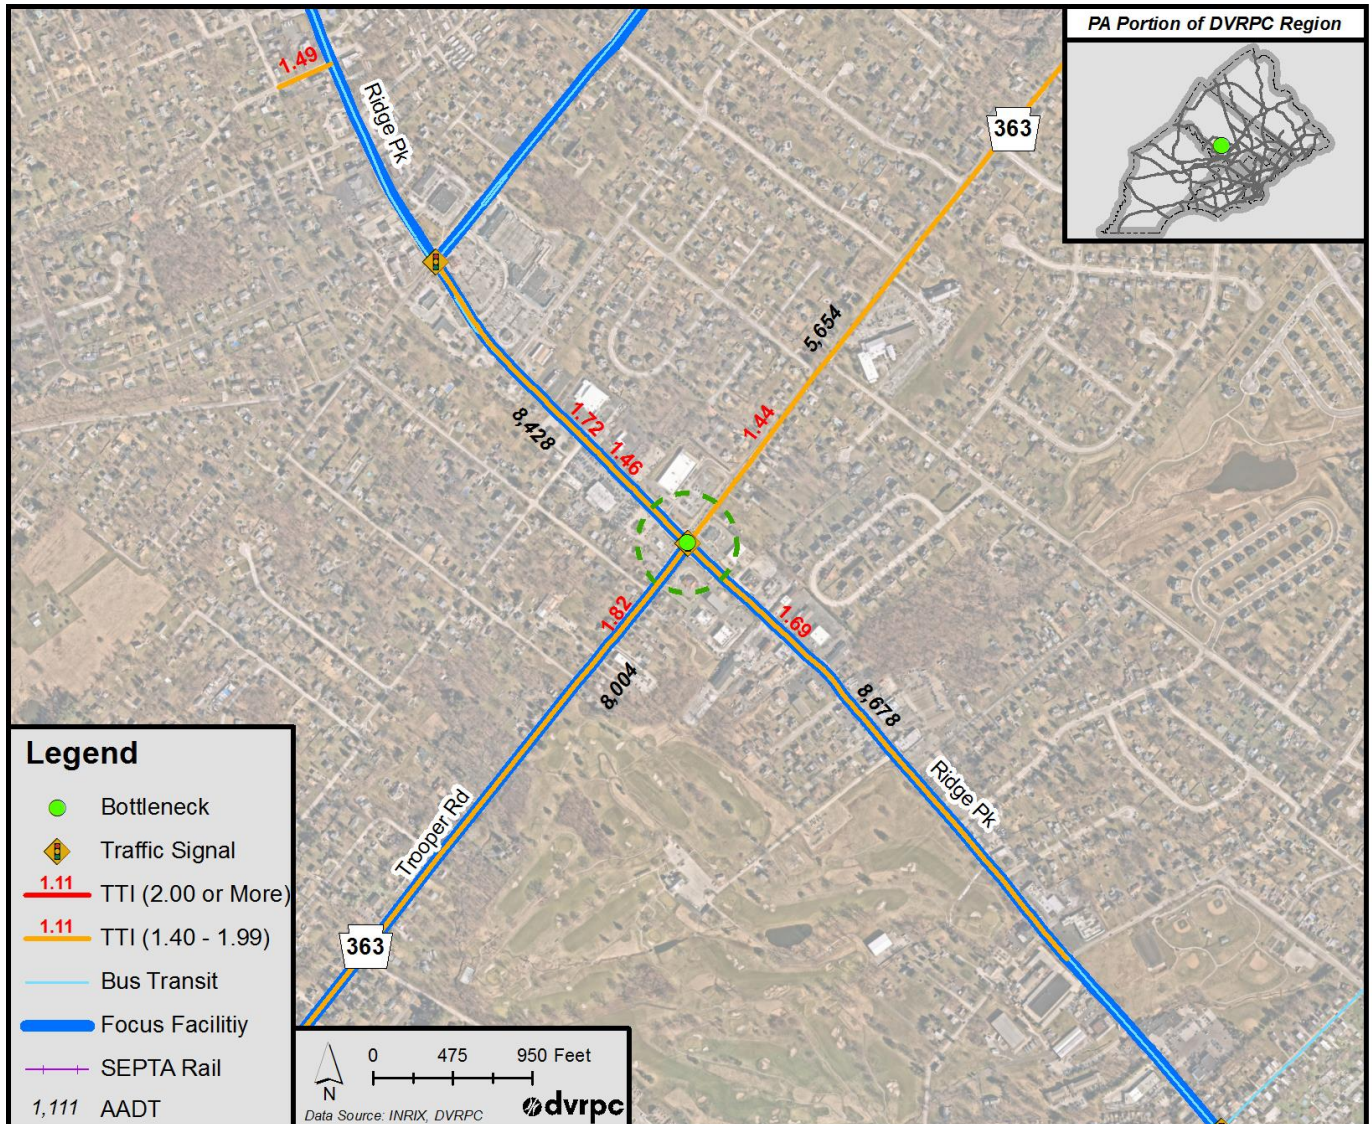 PA Portion of DVRPC Region
1.49
Ridge Pk
363
5,654
1.44
1.72
8,428
1.46
1.82
1.69
8,004
8,678
Ridge Pk
Trooper Rd
363
Legend
Bottleneck
Traffic Signal
1.11 TTI (2.00 or More)
1.11 TTI (1.40 - 1.99)
Bus Transit
Focus Facilitiy
SEPTA Rail
1,111 AADT
0 475 950 Feet
N
Data Source: INRIX, DVRPC
dvrpc